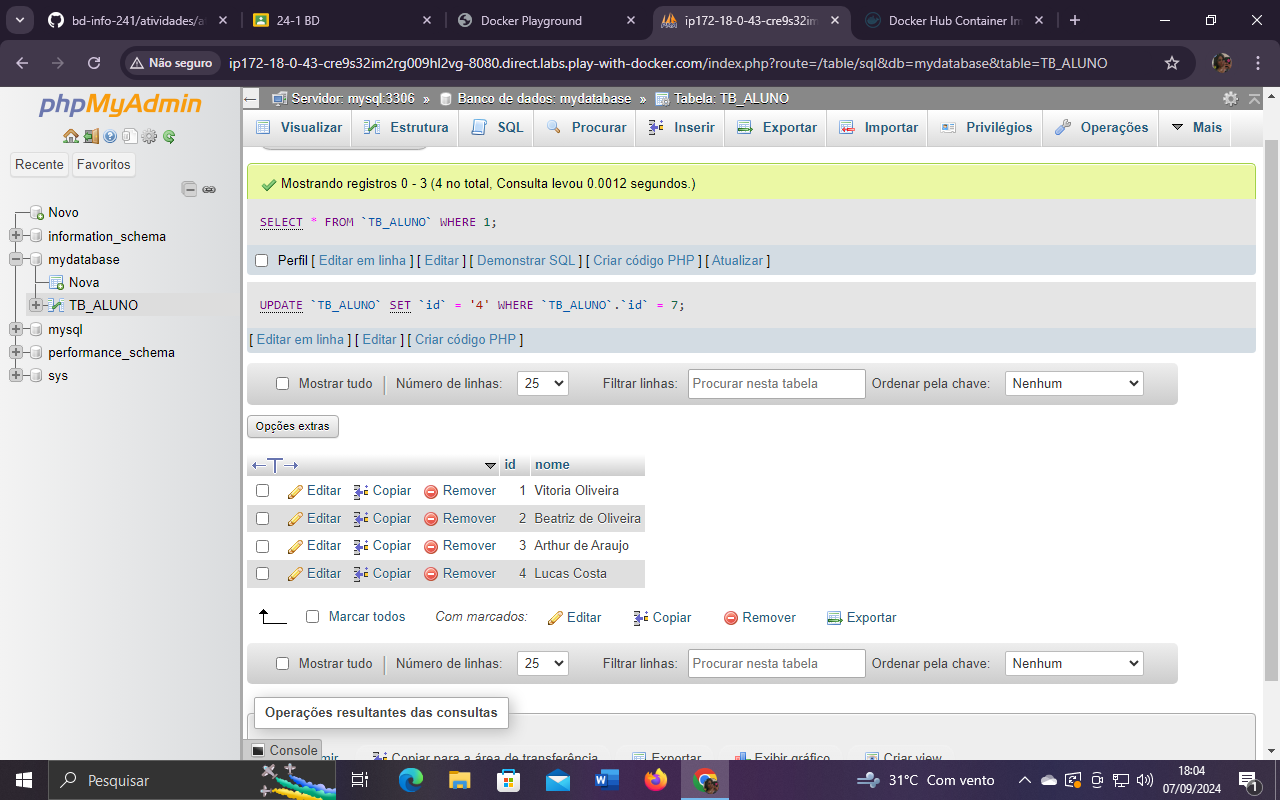 bd-info-241/atividades/at
24-1 BD
Docker Playground
ip172-18-0-43-cre9s32im
Docker Hub Container Im
Não seguro
ip172-18-0-43-cre9s32im2rg009hl2vg-8080.direct.labs.play-with-docker.com/index.php?route=/table/sql&db=mydatabase&table=TB_ALUNO
phpMyAdmin
Recente
Favoritos
Novo
information_schema
mydatabase
Nova
TB_ALUNO
mysql
performance_schema
sys
Servidor: mysql:3306 » Banco de dados: mydatabase » Tabela: TB_ALUNO
Visualizar Estrutura SQL Procurar Inserir Exportar Importar Privilégios Operações Mais
Mostrando registros 0 - 3 (4 no total, Consulta levou 0.0012 segundos.)
SELECT * FROM `TB_ALUNO` WHERE 1;
Perfil [ Editar em linha ] [ Editar ] [ Demonstrar SQL ] [ Criar código PHP ] [ Atualizar ]
UPDATE `TB_ALUNO` SET `id` = '4' WHERE `TB_ALUNO`.`id` = 7;
[ Editar em linha ] [ Editar ] [ Criar código PHP ]
Mostrar tudo Número de linhas: 25 Filtrar linhas: Procurar nesta tabela Ordenar pela chave: Nenhum
Opções extras
id nome
Editar Copiar Remover 1 Vitoria Oliveira
Editar Copiar Remover 2 Beatriz de Oliveira
Editar Copiar Remover 3 Arthur de Araujo
Editar Copiar Remover 4 Lucas Costa
Marcar todos Com marcados: Editar Copiar Remover Exportar
Mostrar tudo Número de linhas: 25 Filtrar linhas: Procurar nesta tabela Ordenar pela chave: Nenhum
Operações resultantes das consultas
Console
Copiar para a área de transferência Exportar Exibir gráfico Criar view
Pesquisar
31°C Com vento
18:04
07/09/2024
1